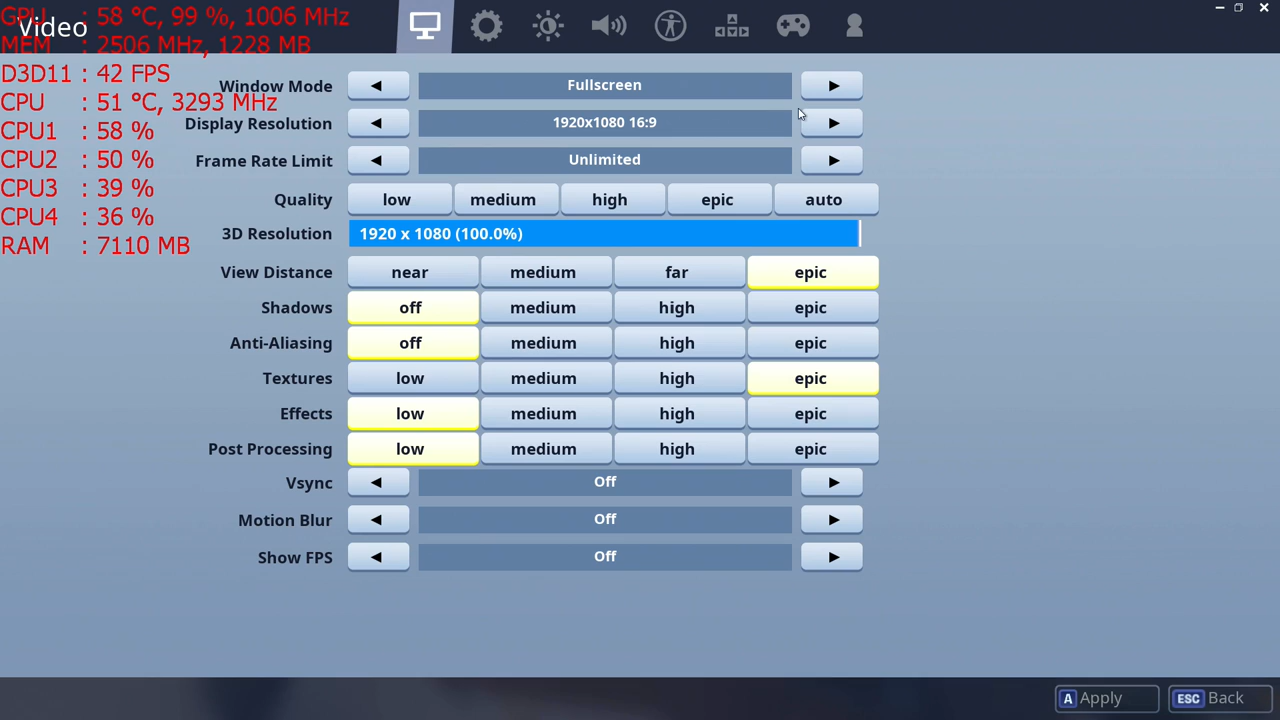 GPU : 58 °C, 99 %, 1006 MHz
Video
MEM : 2506 MHz, 1228 MB
D3D11 : 42 FPS
CPU : 51 °C, 3293 MHz
CPU1 : 58 %
CPU2 : 50 %
CPU3 : 39 %
CPU4 : 36 %
RAM : 7110 MB
Window Mode ◀ Fullscreen ▶
Display Resolution ◀ 1920x1080 16:9 ▶
Frame Rate Limit ◀ Unlimited ▶
Quality low medium high epic auto
3D Resolution 1920 x 1080 (100.0%)
View Distance near medium far epic
Shadows off medium high epic
Anti-Aliasing off medium high epic
Textures low medium high epic
Effects low medium high epic
Post Processing low medium high epic
Vsync ◀ Off ▶
Motion Blur ◀ Off ▶
Show FPS ◀ Off ▶
A Apply ESC Back